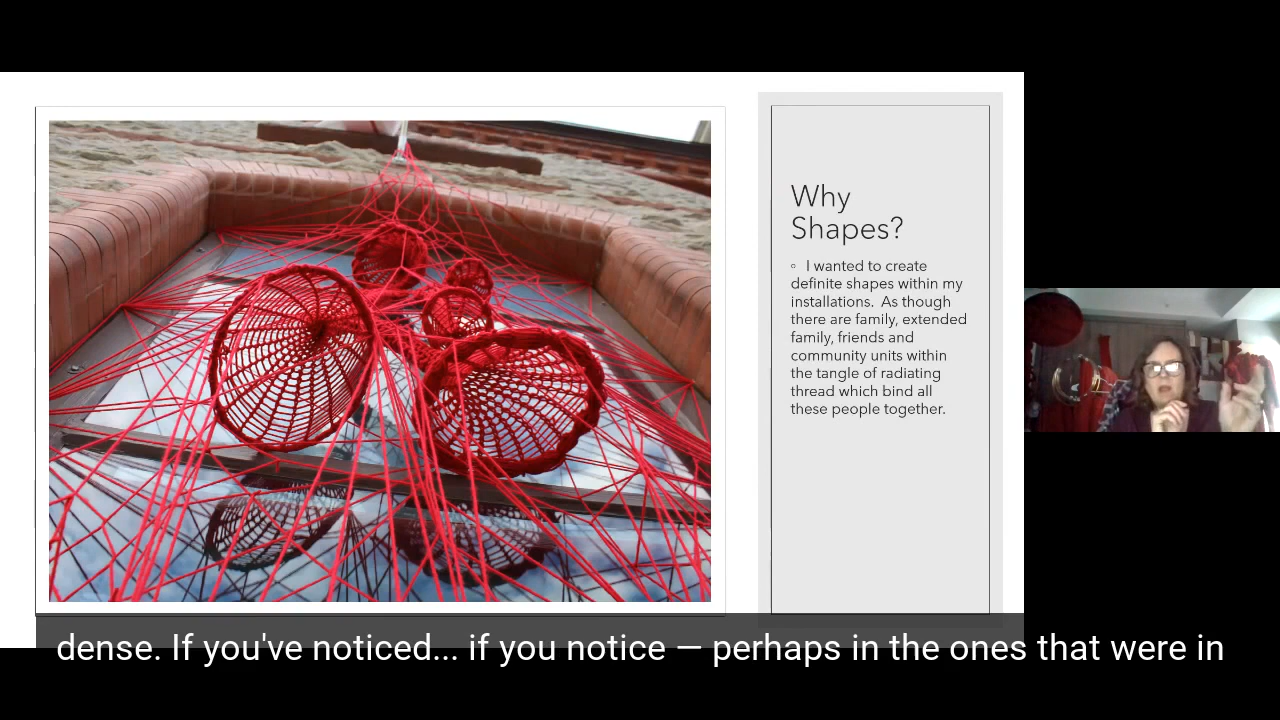 Why
Shapes?
◦ I wanted to create
definite shapes within my
installations. As though
there are family, extended
family, friends and
community units within
the tangle of radiating
thread which bind all
these people together.
dense. If you've noticed... if you notice — perhaps in the ones that were in